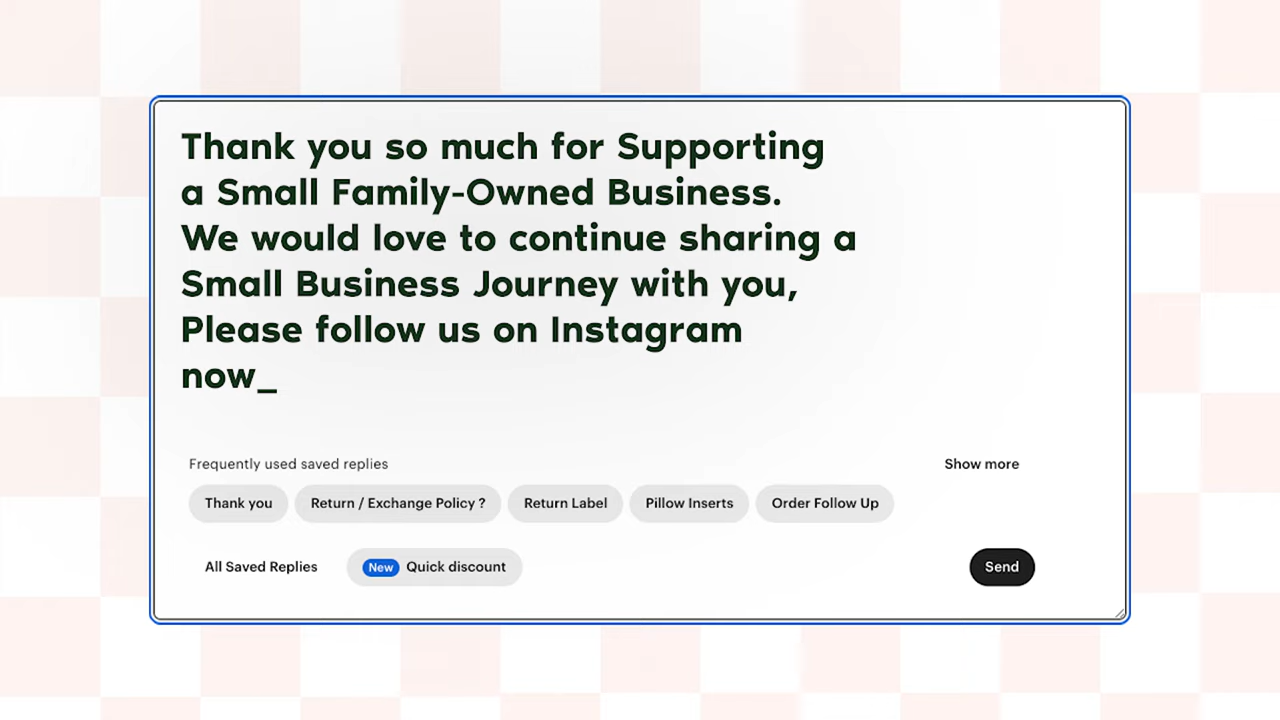 Thank you so much for Supporting
a Small Family-Owned Business.
We would love to continue sharing a
Small Business Journey with you,
Please follow us on Instagram
now_
Frequently used saved replies
Show more
Thank you
Return / Exchange Policy ?
Return Label
Pillow Inserts
Order Follow Up
All Saved Replies
New Quick discount
Send